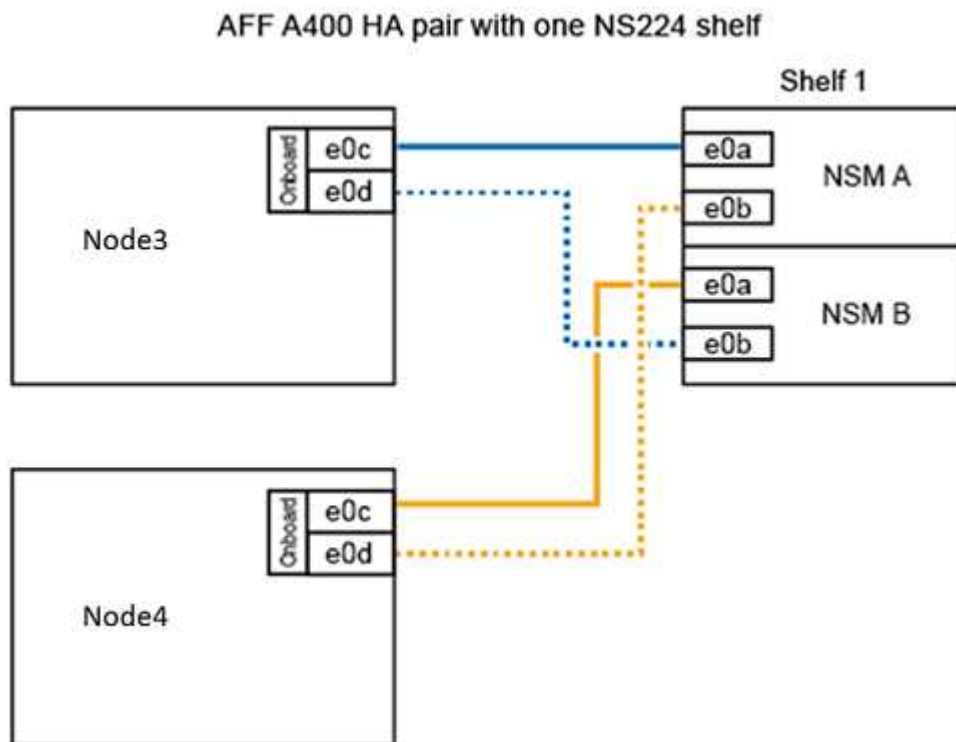 AFF A400 HA pair with one NS224 shelf
Shelf 1
Onboard
e0c
e0d
Node3
e0a
e0b
NSM A
e0a
e0b
NSM B
Onboard
e0c
e0d
Node4